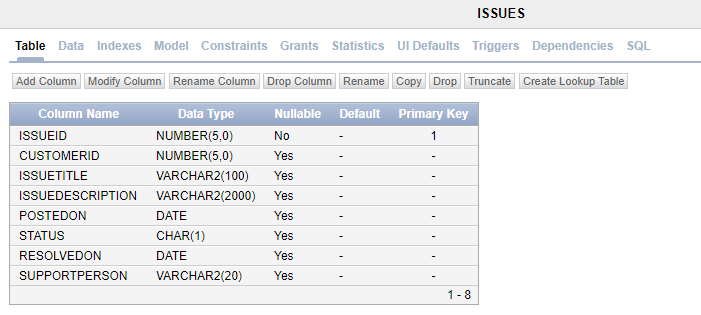 ISSUES
Table Data Indexes Model Constraints Grants Statistics UI Defaults Triggers Dependencies SQL
Add Column Modify Column Rename Column Drop Column Rename Copy Drop Truncate Create Lookup Table
Column Name Data Type Nullable Default Primary Key
ISSUEID NUMBER(5,0) No - 1
CUSTOMERID NUMBER(5,0) Yes - -
ISSUETITLE VARCHAR2(100) Yes - -
ISSUEDESCRIPTION VARCHAR2(2000) Yes - -
POSTEDON DATE Yes - -
STATUS CHAR(1) Yes - -
RESOLVEDON DATE Yes - -
SUPPORTPERSON VARCHAR2(20) Yes - -
1 - 8